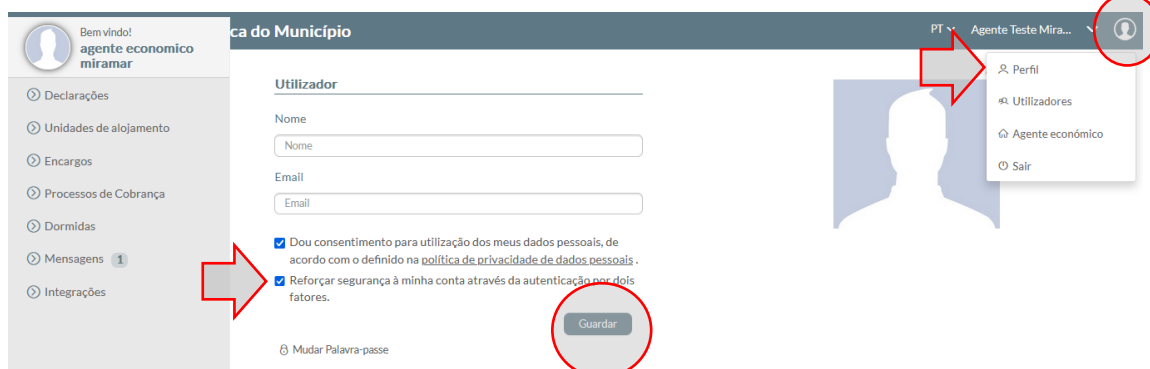 Bem vindo!
agente economico
miramar
ca do Município
PT
Agente Teste Mira...
Perfil
Utilizadores
Agente económico
Sair
Declarações
Unidades de alojamento
Encargos
Processos de Cobrança
Dormidas
Mensagens 1
Integrações
Utilizador
Nome
Nome
Email
Email
Dou consentimento para utilização dos meus dados pessoais, de
acordo com o definido na política de privacidade de dados pessoais .
Reforçar segurança à minha conta através da autenticação por dois
fatores.
Guardar
Mudar Palavra-passe